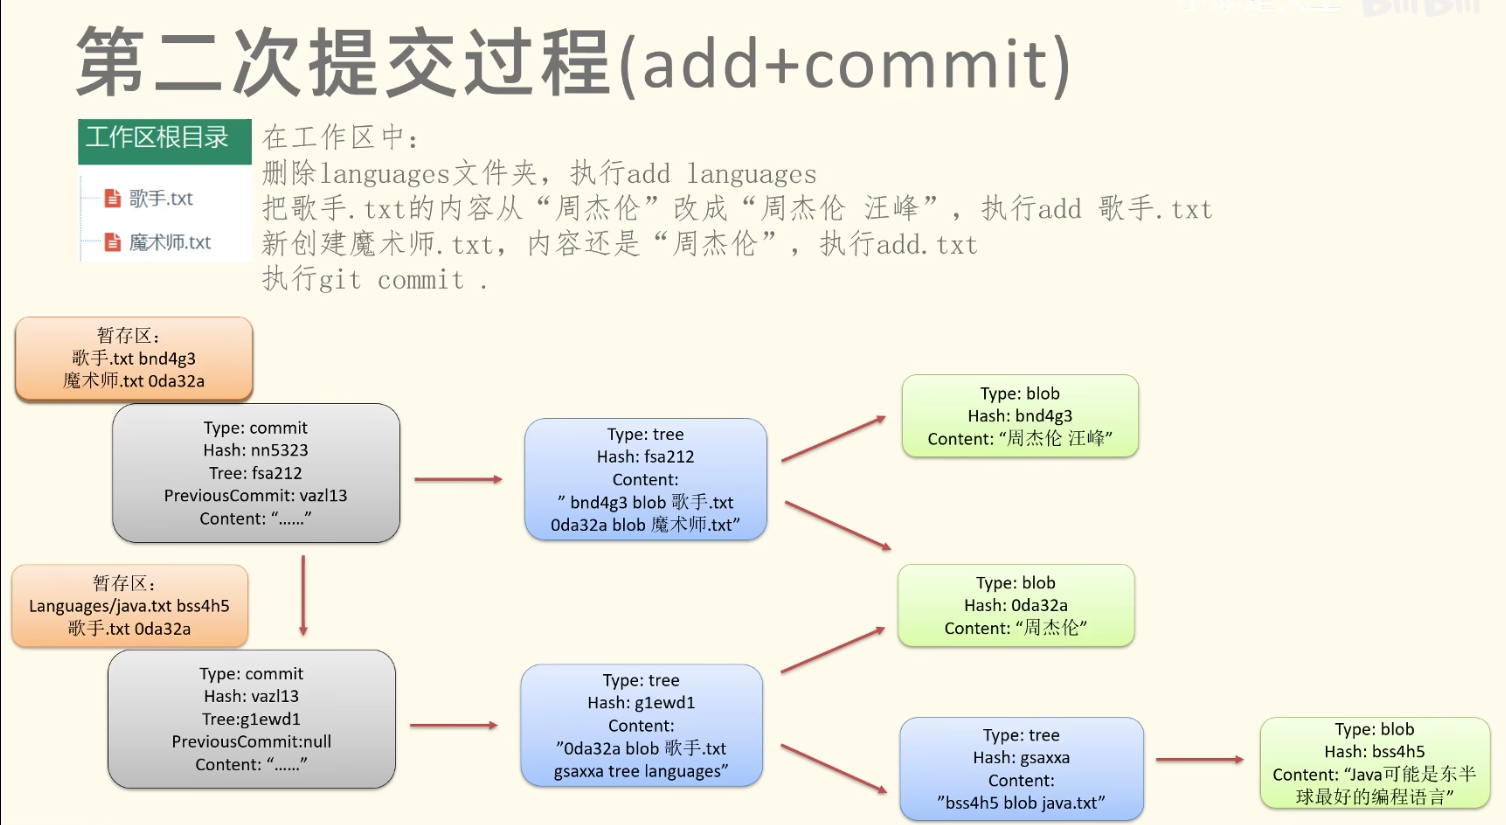 第二次提交过程(add+commit)
工作区根目录
歌手.txt
魔术师.txt
在工作区中：
删除languages文件夹，执行add languages
把歌手.txt的内容从“周杰伦”改成“周杰伦 汪峰”，执行add 歌手.txt
新创建魔术师.txt，内容还是“周杰伦”，执行add.txt
执行git commit .
暂存区：
歌手.txt bnd4g3
魔术师.txt 0da32a
Type: commit
Hash: nn5323
Tree: fsa212
PreviousCommit: vazl13
Content: “……”
Type: tree
Hash: fsa212
Content:
” bnd4g3 blob 歌手.txt
0da32a blob 魔术师.txt”
Type: blob
Hash: bnd4g3
Content: “周杰伦 汪峰”
暂存区：
Languages/java.txt bss4h5
歌手.txt 0da32a
Type: blob
Hash: 0da32a
Content: “周杰伦”
Type: commit
Hash: vazl13
Tree:g1ewd1
PreviousCommit:null
Content: “……”
Type: tree
Hash: g1ewd1
Content:
”0da32a blob 歌手.txt
gsaxxa tree languages”
Type: tree
Hash: gsaxxa
Content:
”bss4h5 blob java.txt”
Type: blob
Hash: bss4h5
Content: “Java可能是东半
球最好的编程语言”